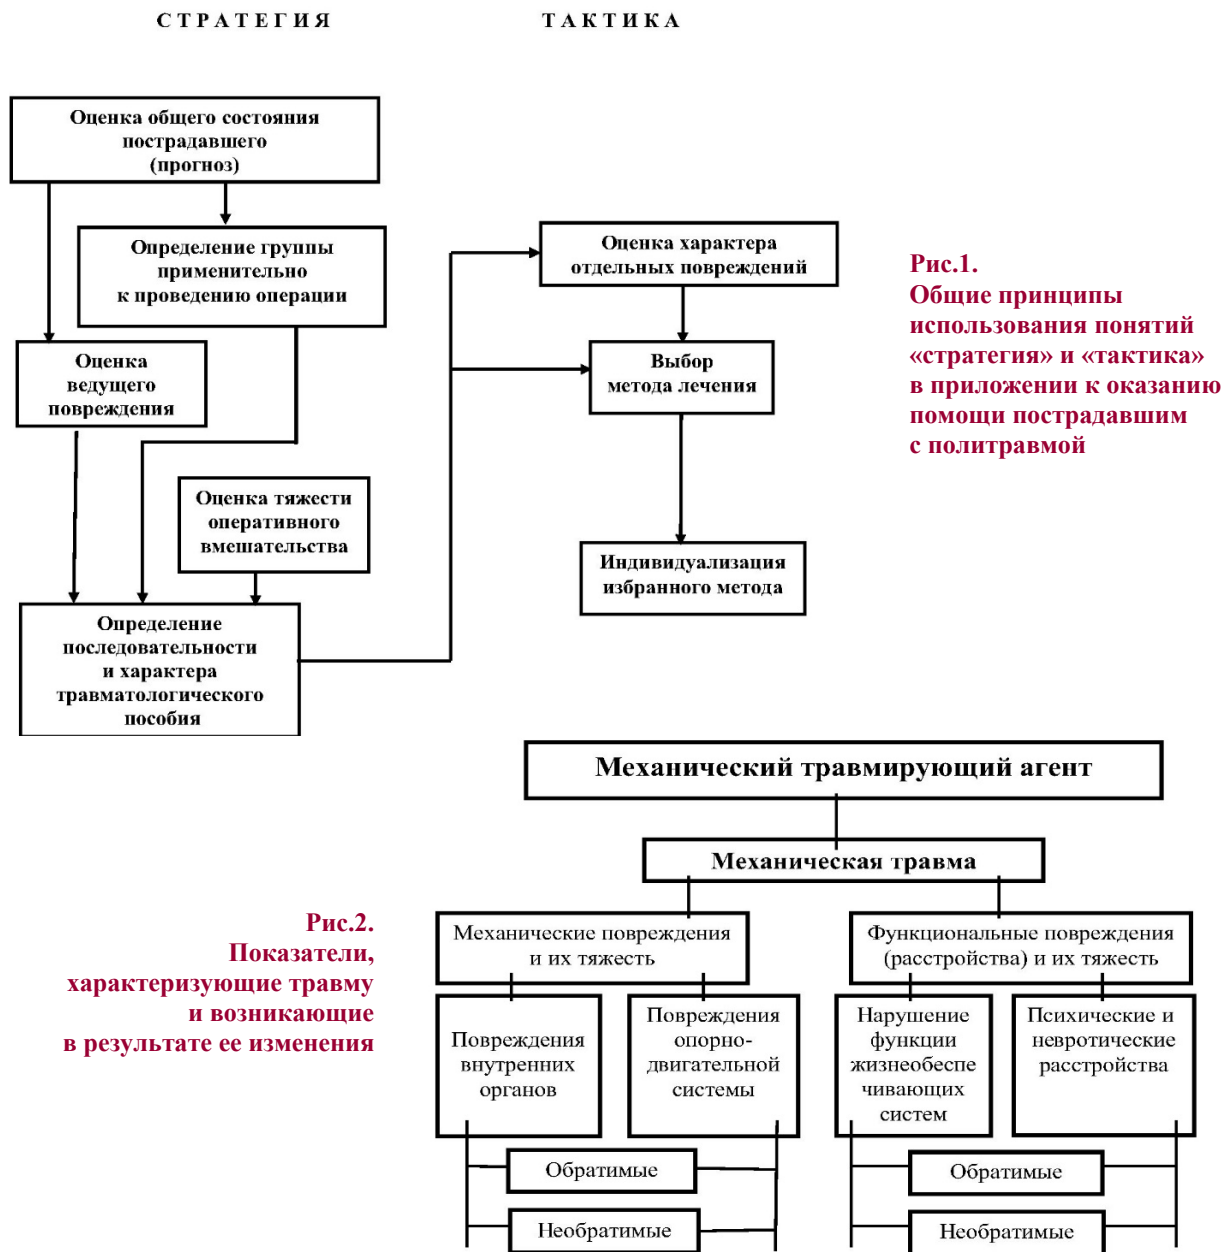 СТРАТЕГИЯ
ТАКТИКА
Оценка общего состояния
пострадавшего
(прогноз)
Определение группы
применительно
к проведению операции
Оценка
ведущего
повреждения
Оценка тяжести
оперативного
вмешательства
Определение
последовательности
и характера
травматологического
пособия
Оценка характера
отдельных повреждений
Выбор
метода лечения
Индивидуализация
избранного метода
Рис.1.
Общие принципы
использования понятий
«стратегия» и «тактика»
в приложении к оказанию
помощи пострадавшим
с политравмой
Механический травмирующий агент
Механическая травма
Рис.2.
Показатели,
характеризующие травму
и возникающие
в результате ее изменения
Механические повреждения
и их тяжесть
Функциональные повреждения
(расстройства) и их тяжесть
Повреждения
внутренних
органов
Повреждения
опорно-
двигательной
системы
Нарушение
функции
жизнеобеспе
чивающих
систем
Психические и
невротические
расстройства
Обратимые
Необратимые
Обратимые
Необратимые